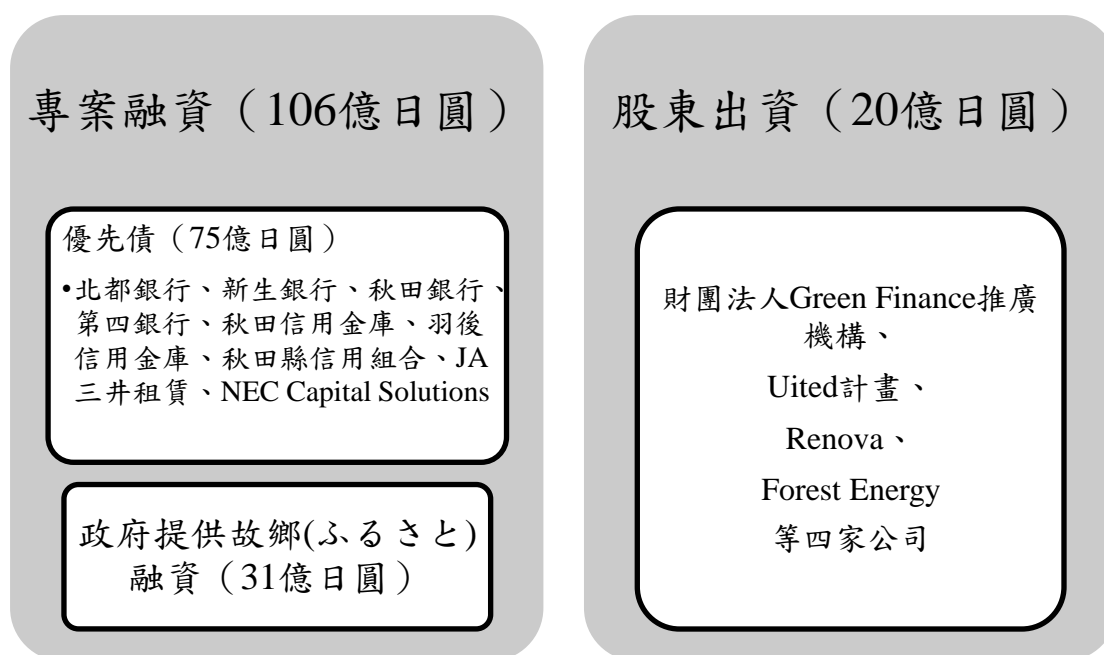 專案融資（106億日圓）
優先債（75億日圓）
•北都銀行、新生銀行、秋田銀行、
第四銀行、秋田信用金庫、羽後
信用金庫、秋田縣信用組合、JA
三井租賃、NEC Capital Solutions
政府提供故鄉(ふるさと)
融資（31億日圓）
股東出資（20億日圓）
財團法人Green Finance推廣
機構、
Uited計畫、
Renova、
Forest Energy
等四家公司